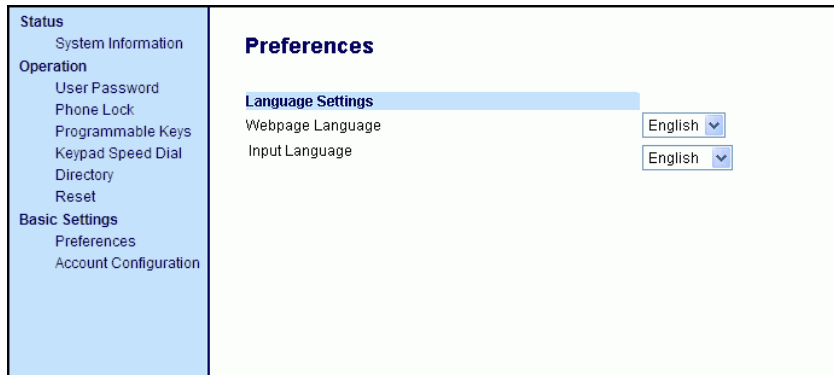 Status
System Information
Operation
User Password
Phone Lock
Programmable Keys
Keypad Speed Dial
Directory
Reset
Basic Settings
Preferences
Account Configuration
Preferences
Language Settings
Webpage Language English
Input Language English